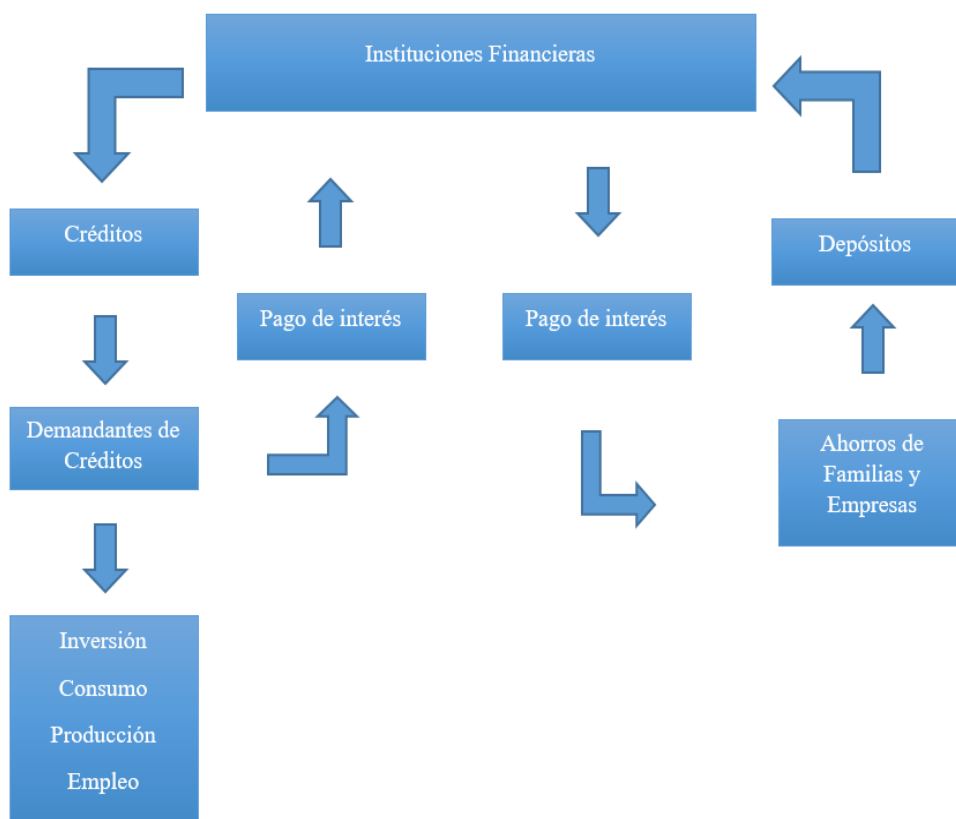 Instituciones Financieras
Créditos
Depósitos
Pago de interés
Pago de interés
Demandantes de
Créditos
Ahorros de
Familias y
Empresas
Inversión
Consumo
Producción
Empleo